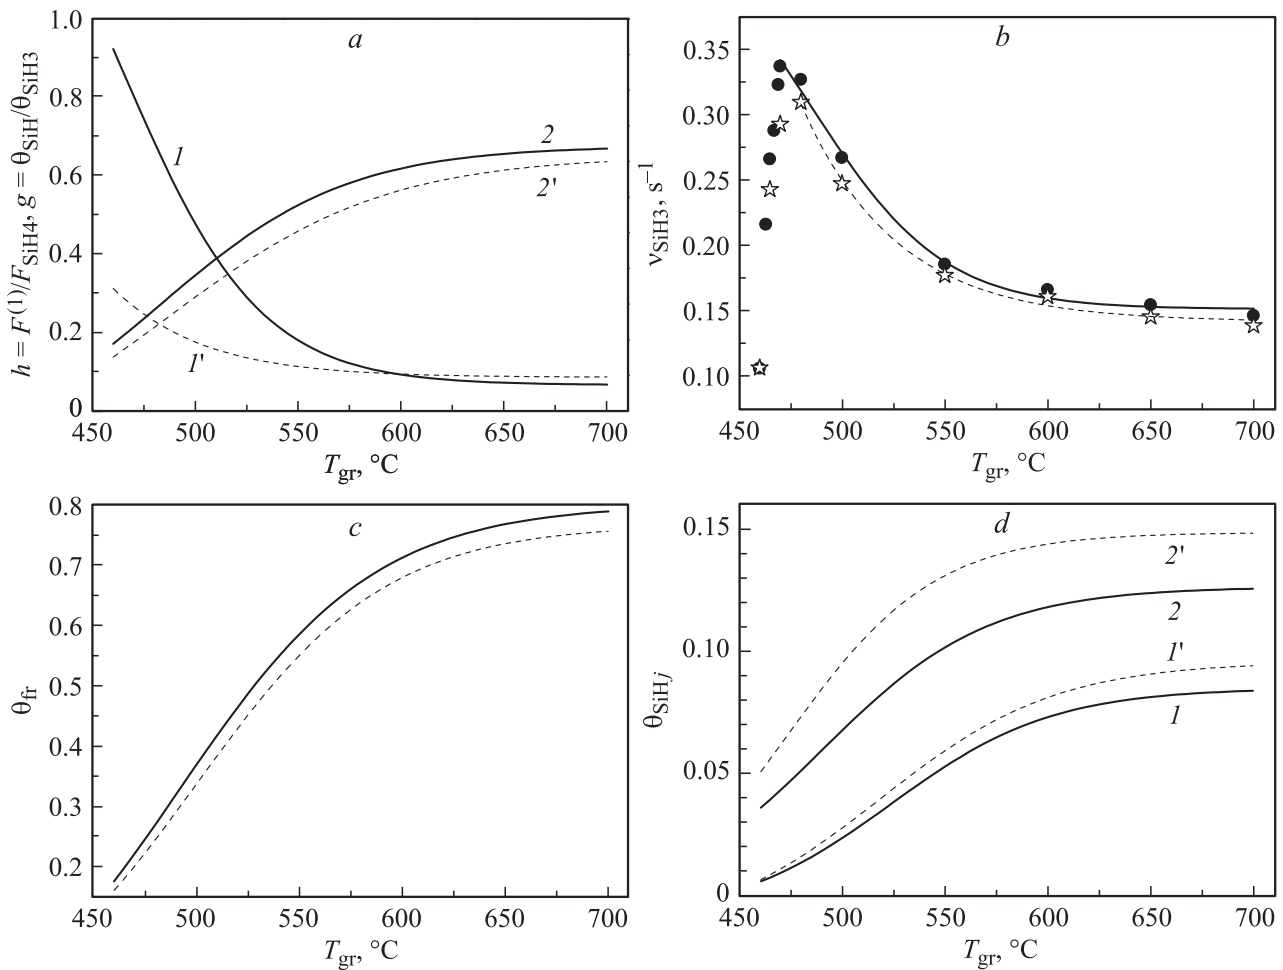 a
h = F(1)/FSiH4, g = θSiH/θSiH3
1.0
0.8
0.6
0.4
0.2
0
1
2
2'
1'
450 500 550 600 650 700
Tgr, °C
b
νSiH3, s–1
0.35
0.30
0.25
0.20
0.15
0.10
450 500 550 600 650 700
Tgr, °C
c
θfr
0.8
0.7
0.6
0.5
0.4
0.3
0.2
450 500 550 600 650 700
Tgr, °C
d
θSiHj
0.15
0.10
0.05
0
2'
2
1'
1
450 500 550 600 650 700
Tgr, °C